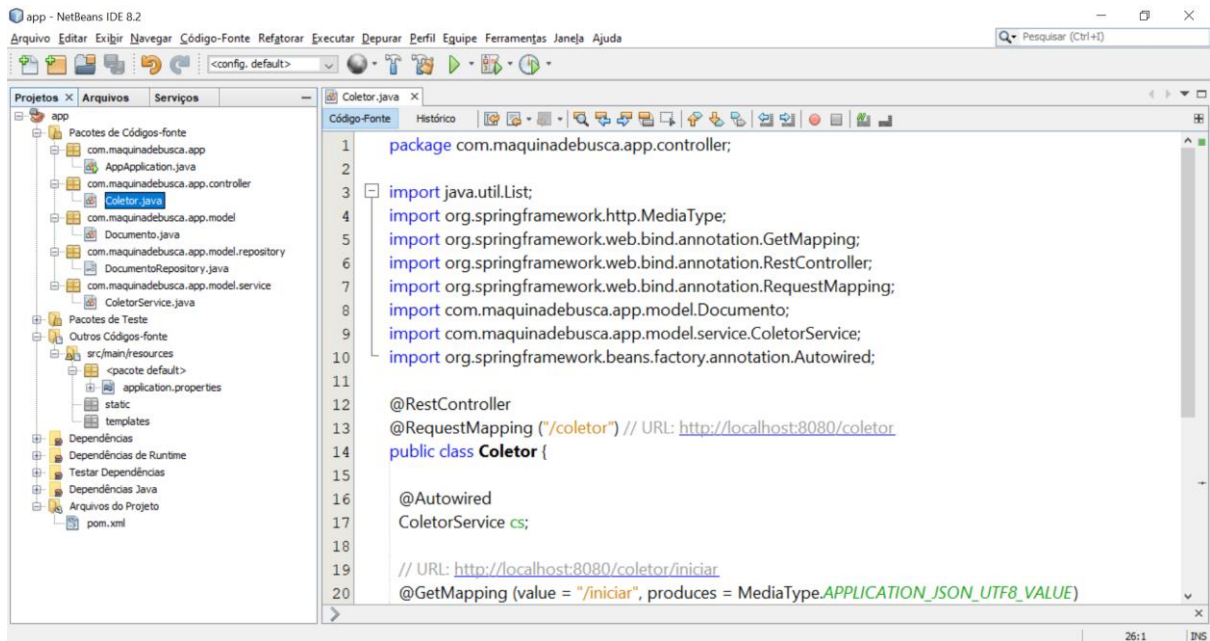 app - NetBeans IDE 8.2
Arquivo Editar Exibir Navegar Código-Fonte Refatorar Executar Depurar Perfil Equipe Ferramentas Janela Ajuda
Pesquisar (Ctrl+I)
<config. default>
Projetos × Arquivos Serviços
app
Pacotes de Códigos-fonte
com.maquinadebusca.app
AppApplication.java
com.maquinadebusca.app.controller
Coletor.java
com.maquinadebusca.app.model
Documento.java
com.maquinadebusca.app.model.repository
DocumentoRepository.java
com.maquinadebusca.app.model.service
ColetorService.java
Pacotes de Teste
Outros Códigos-fonte
src/main/resources
<pacote default>
application.properties
static
templates
Dependências
Dependências de Runtime
Testar Dependências
Dependências Java
Arquivos do Projeto
pom.xml
Coletor.java ×
Código-Fonte Histórico
1 package com.maquinadebusca.app.controller;
2
3 import java.util.List;
4 import org.springframework.http.MediaType;
5 import org.springframework.web.bind.annotation.GetMapping;
6 import org.springframework.web.bind.annotation.RestController;
7 import org.springframework.web.bind.annotation.RequestMapping;
8 import com.maquinadebusca.app.model.Documento;
9 import com.maquinadebusca.app.model.service.ColetorService;
10 import org.springframework.beans.factory.annotation.Autowired;
11
12 @RestController
13 @RequestMapping ("/coletor") // URL: http://localhost:8080/coletor
14 public class Coletor {
15
16 @Autowired
17 ColetorService cs;
18
19 // URL: http://localhost:8080/coletor/iniciar
20 @GetMapping (value = "/iniciar", produces = MediaType.APPLICATION_JSON_UTF8_VALUE)
26:1 INS